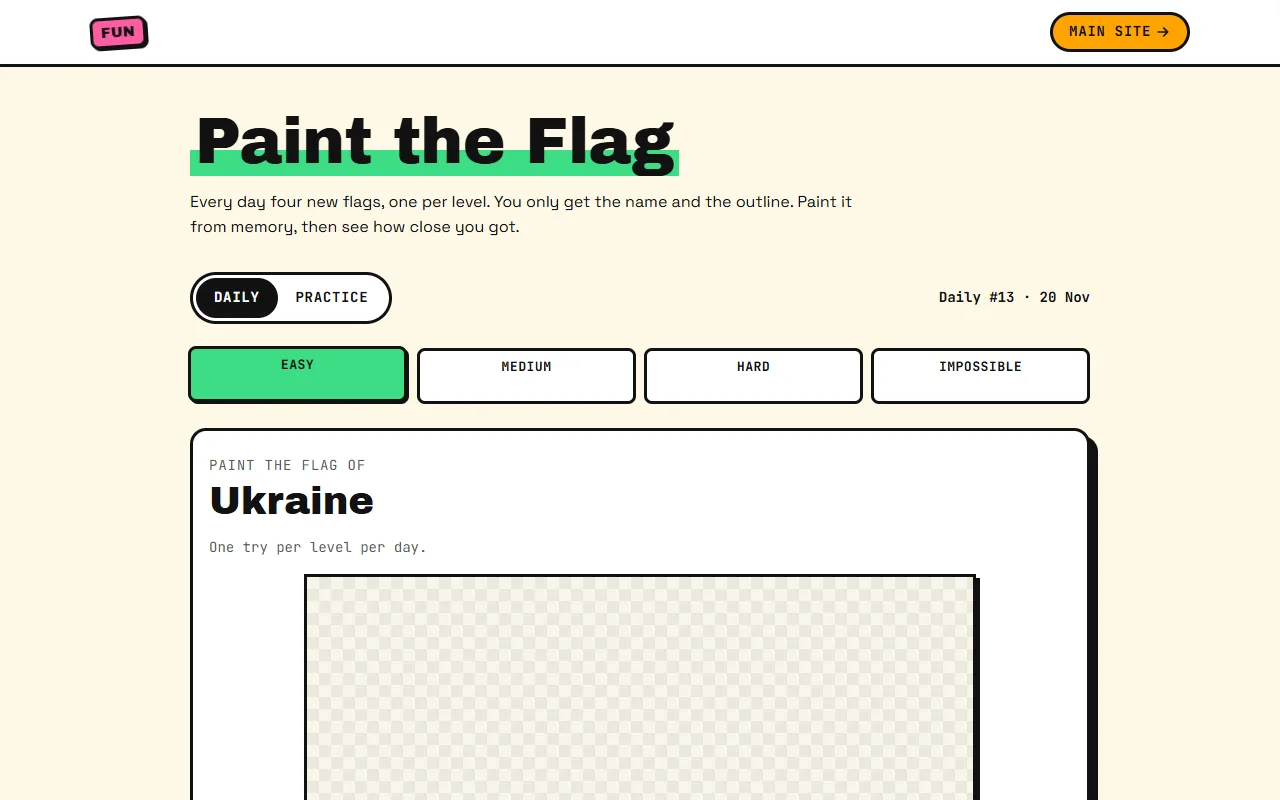 FUN
MAIN SITE →
Paint the Flag
Every day four new flags, one per level. You only get the name and the outline. Paint it
from memory, then see how close you got.
DAILY PRACTICE
Daily #13 · 20 Nov
EASY MEDIUM HARD IMPOSSIBLE
PAINT THE FLAG OF
Ukraine
One try per level per day.